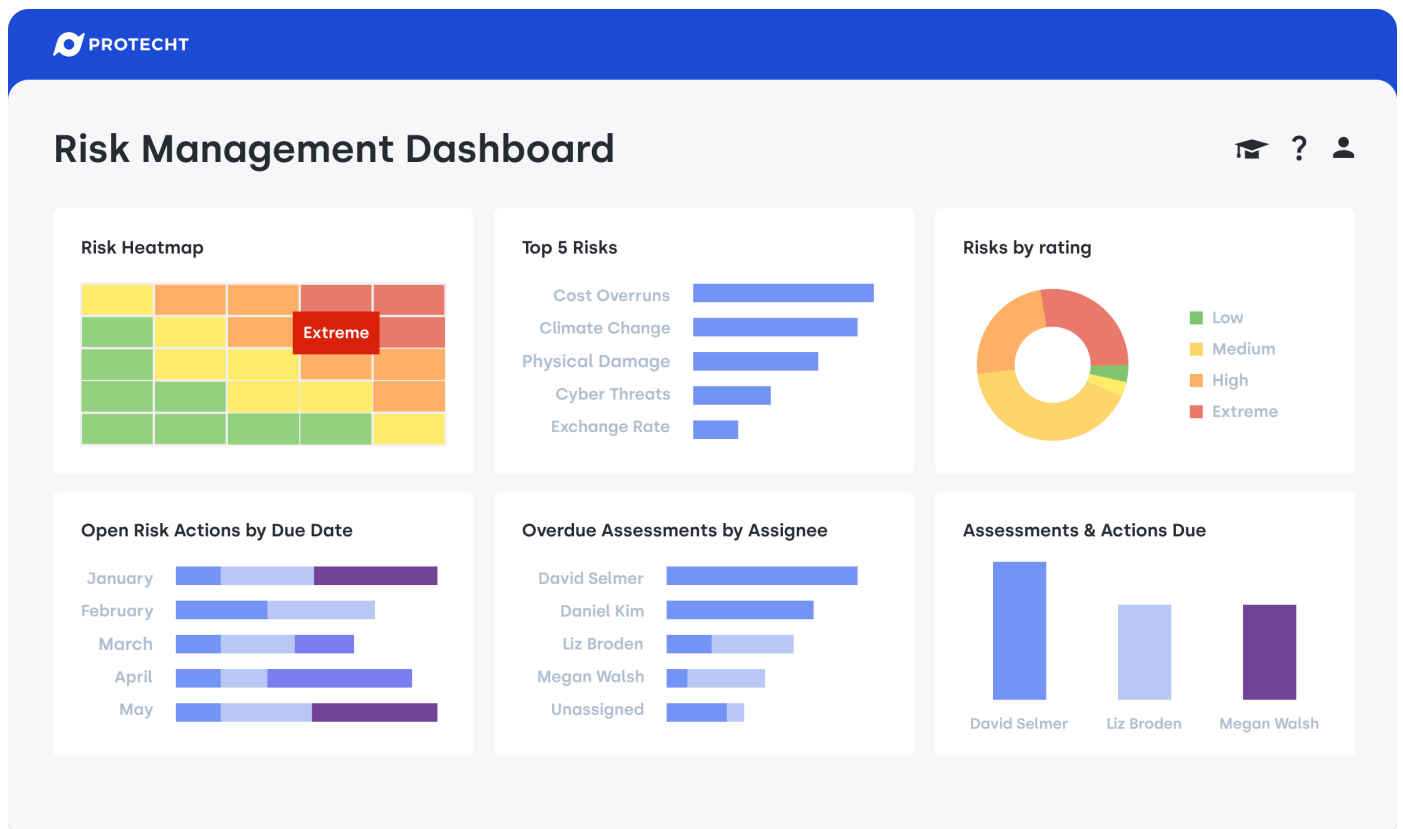 PROTECHT
Risk Management Dashboard
?
Risk Heatmap
Extreme
Top 5 Risks
Cost Overruns
Climate Change
Physical Damage
Cyber Threats
Exchange Rate
Risks by rating
Low
Medium
High
Extreme
Open Risk Actions by Due Date
January
February
March
April
May
Overdue Assessments by Assignee
David Selmer
Daniel Kim
Liz Broden
Megan Walsh
Unassigned
Assessments & Actions Due
David Selmer
Liz Broden
Megan Walsh